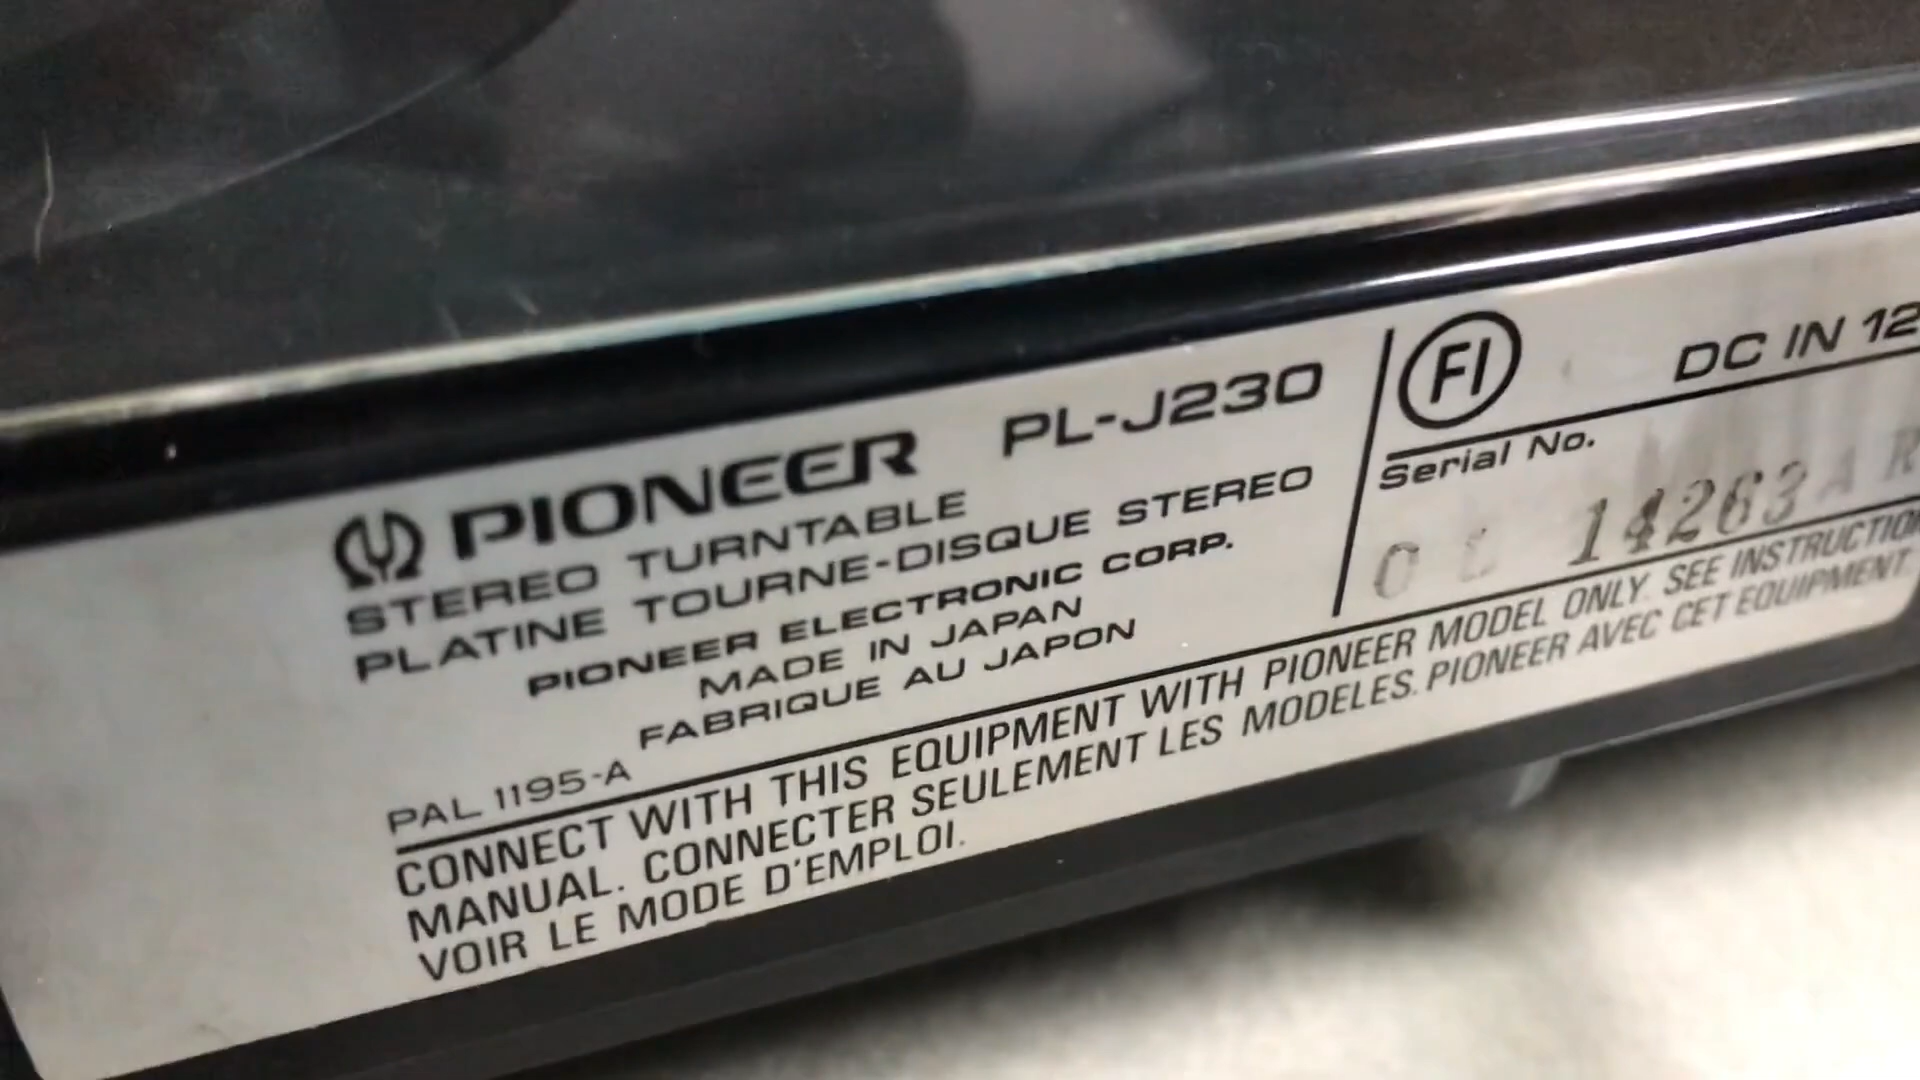 PIONEER PL-J230
STEREO TURNTABLE
PLATINE TOURNE-DISQUE STEREO
PIONEER ELECTRONIC CORP.
MADE IN JAPAN
FABRIQUE AU JAPON
PAL 1195-A
FI
DC IN 12
Serial No.
14263
CONNECT WITH THIS EQUIPMENT WITH PIONEER MODEL ONLY. SEE INSTRUCTION
MANUAL. CONNECTER SEULEMENT LES MODELES. PIONEER AVEC CET EQUIPMENT.
VOIR LE MODE D'EMPLOI.